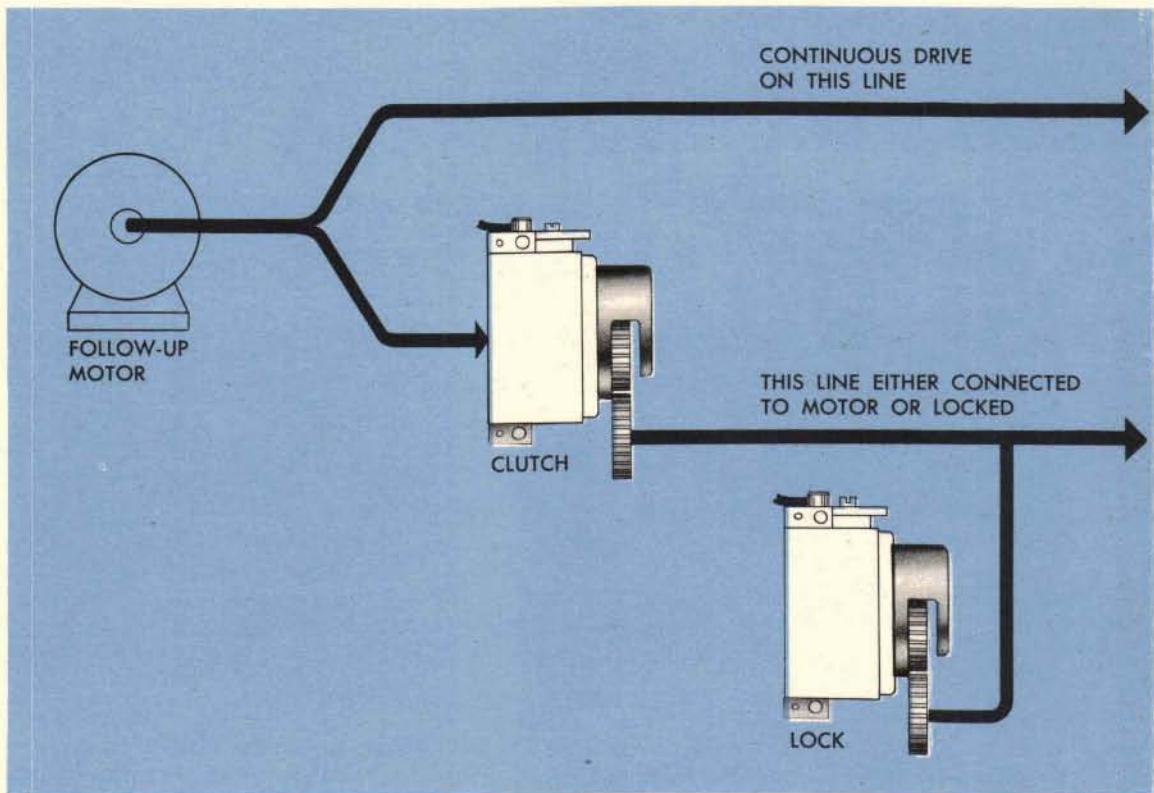 CONTINUOUS DRIVE
ON THIS LINE
FOLLOW-UP
MOTOR
CLUTCH
THIS LINE EITHER CONNECTED
TO MOTOR OR LOCKED
LOCK